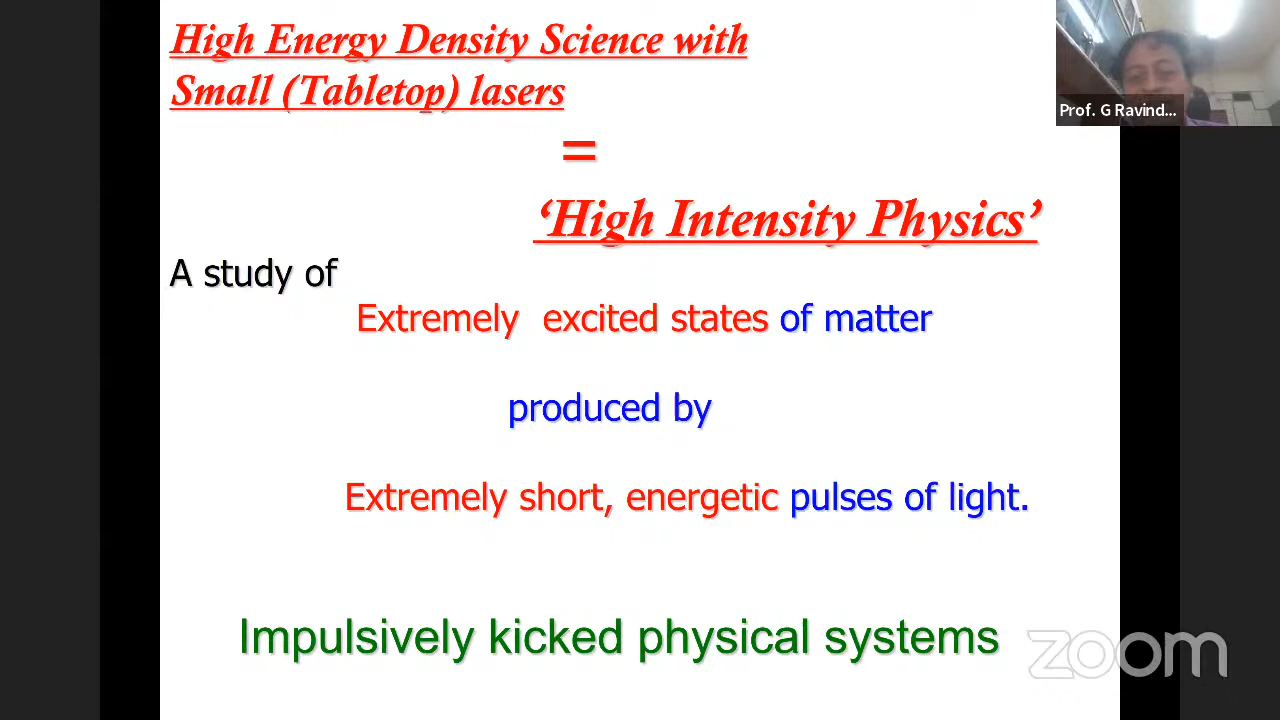 High Energy Density Science with
Small (Tabletop) lasers
=
‘High Intensity Physics’
A study of
Extremely excited states of matter
produced by
Extremely short, energetic pulses of light.
Impulsively kicked physical systems
Prof. G Ravind...
zoom